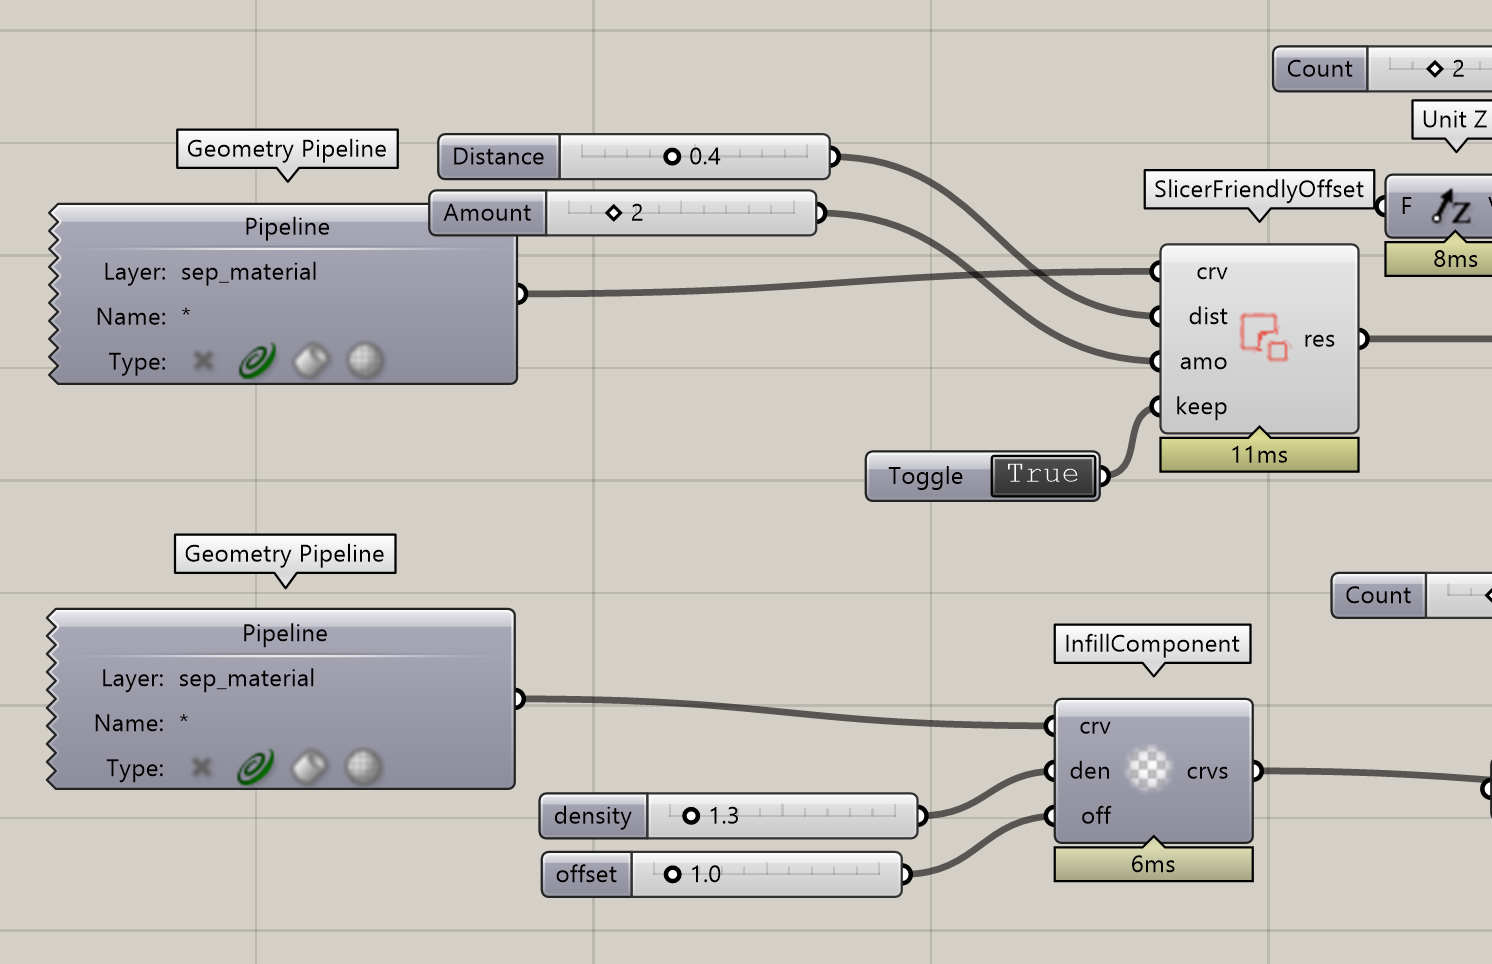 Count 2
Unit Z
Geometry Pipeline
Distance 0.4
SlicerFriendlyOffset
Amount 2
F
8ms
Pipeline
Layer: sep_material
Name: *
Type:
crv
dist
amo
keep
res
11ms
Toggle True
Geometry Pipeline
Count
Pipeline
Layer: sep_material
Name: *
Type:
InfillComponent
crv
den
off
crvs
6ms
density 1.3
offset 1.0